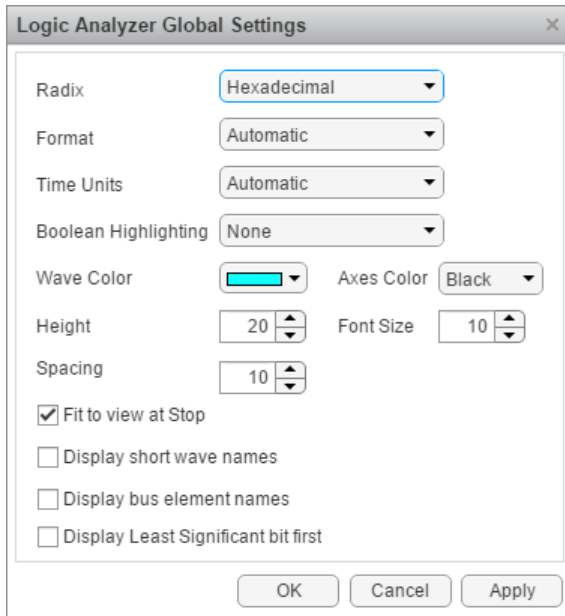 Logic Analyzer Global Settings
Radix Hexadecimal
Format Automatic
Time Units Automatic
Boolean Highlighting None
Wave Color Axes Color Black
Height 20 Font Size 10
Spacing 10
Fit to view at Stop
Display short wave names
Display bus element names
Display Least Significant bit first
OK Cancel Apply